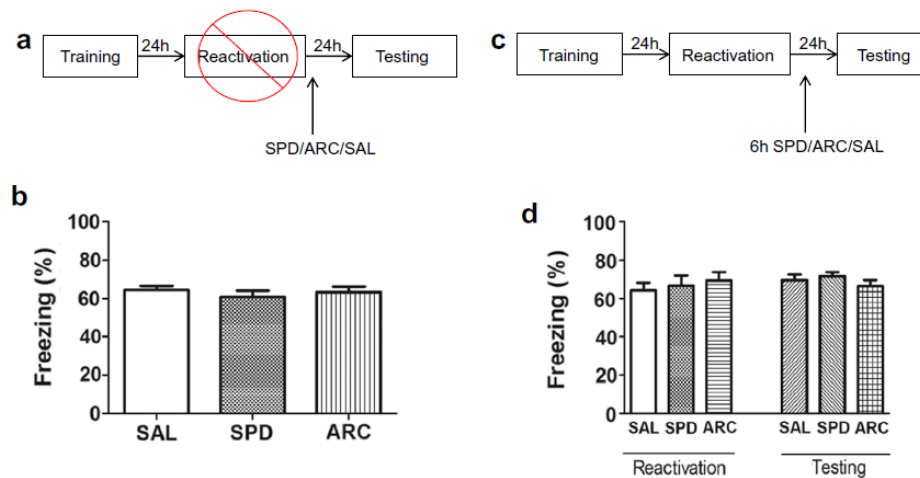 a
Training
24h
Reactivation
24h
Testing
SPD/ARC/SAL
b
Freezing (%)
100
80
60
40
20
0
SAL SPD ARC
c
Training
24h
Reactivation
24h
Testing
6h SPD/ARC/SAL
d
Freezing (%)
100
80
60
40
20
0
SAL SPD ARC SAL SPD ARC
Reactivation Testing